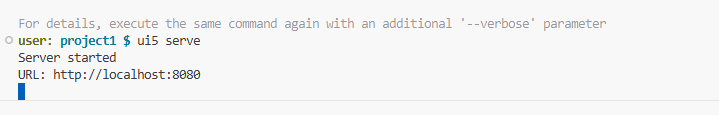 For details, execute the same command again with an additional '--verbose' parameter
user: project1 $ ui5 serve
Server started
URL: http://localhost:8080